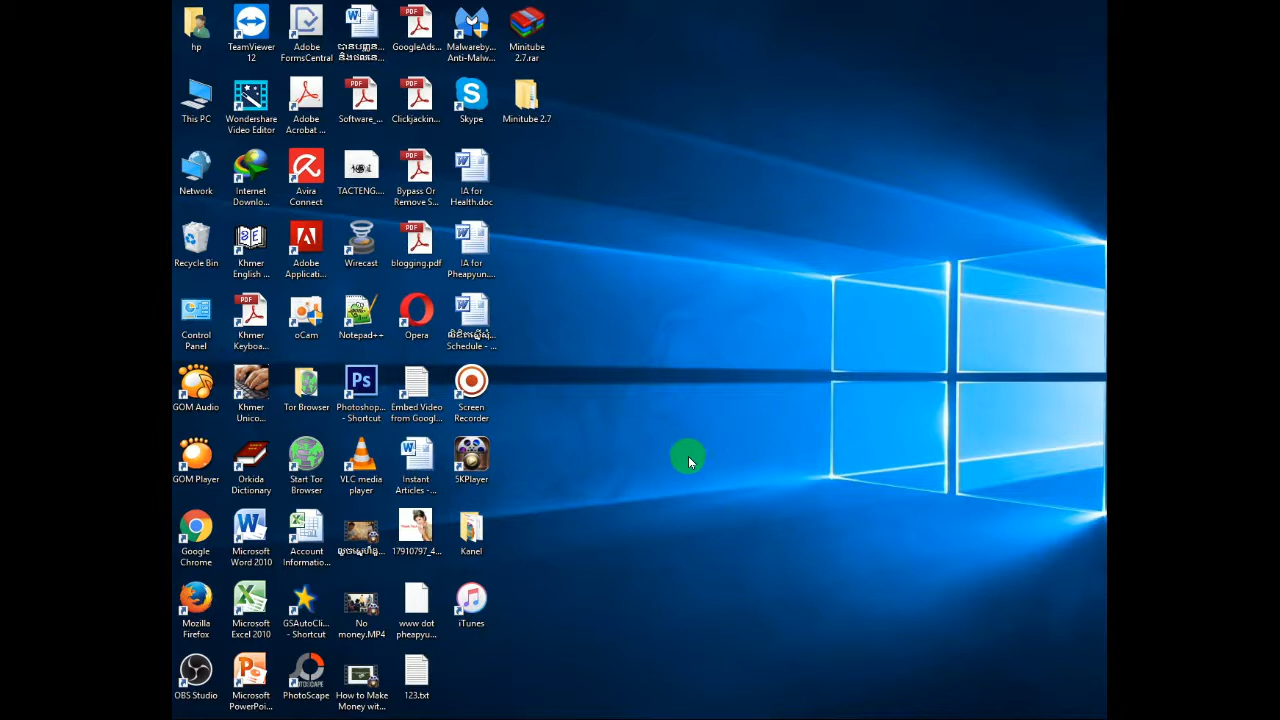 hp
TeamViewer
12
Adobe
FormsCentral
GoogleAds...
Malwareby...
Anti-Malw...
Minitube
2.7.rar
This PC
Wondershare
Video Editor
Adobe
Acrobat ...
Software_...
Clickjackin...
Skype
Minitube 2.7
Network
Internet
Downlo...
Avira
Connect
TACTENG....
Bypass Or
Remove S...
IA for
Health.doc
Recycle Bin
Khmer
English ...
Adobe
Applicati...
Wirecast
blogging.pdf
IA for
Pheapyun....
Control
Panel
Khmer
Keyboa...
oCam
Notepad++
Opera
Schedule - ...
GOM Audio
Khmer
Unico...
Tor Browser
Photoshop...
- Shortcut
Embed Video
from Googl...
Screen
Recorder
GOM Player
Orkida
Dictionary
Start Tor
Browser
VLC media
player
Instant
Articles -...
5KPlayer
Google
Chrome
Microsoft
Word 2010
Account
Informatio...
17910797_4...
Kanel
Mozilla
Firefox
Microsoft
Excel 2010
GSAutoCli...
- Shortcut
No
money.MP4
www dot
pheapyu...
iTunes
OBS Studio
Microsoft
PowerPoi...
PhotoScape
How to Make
Money wit...
123.txt